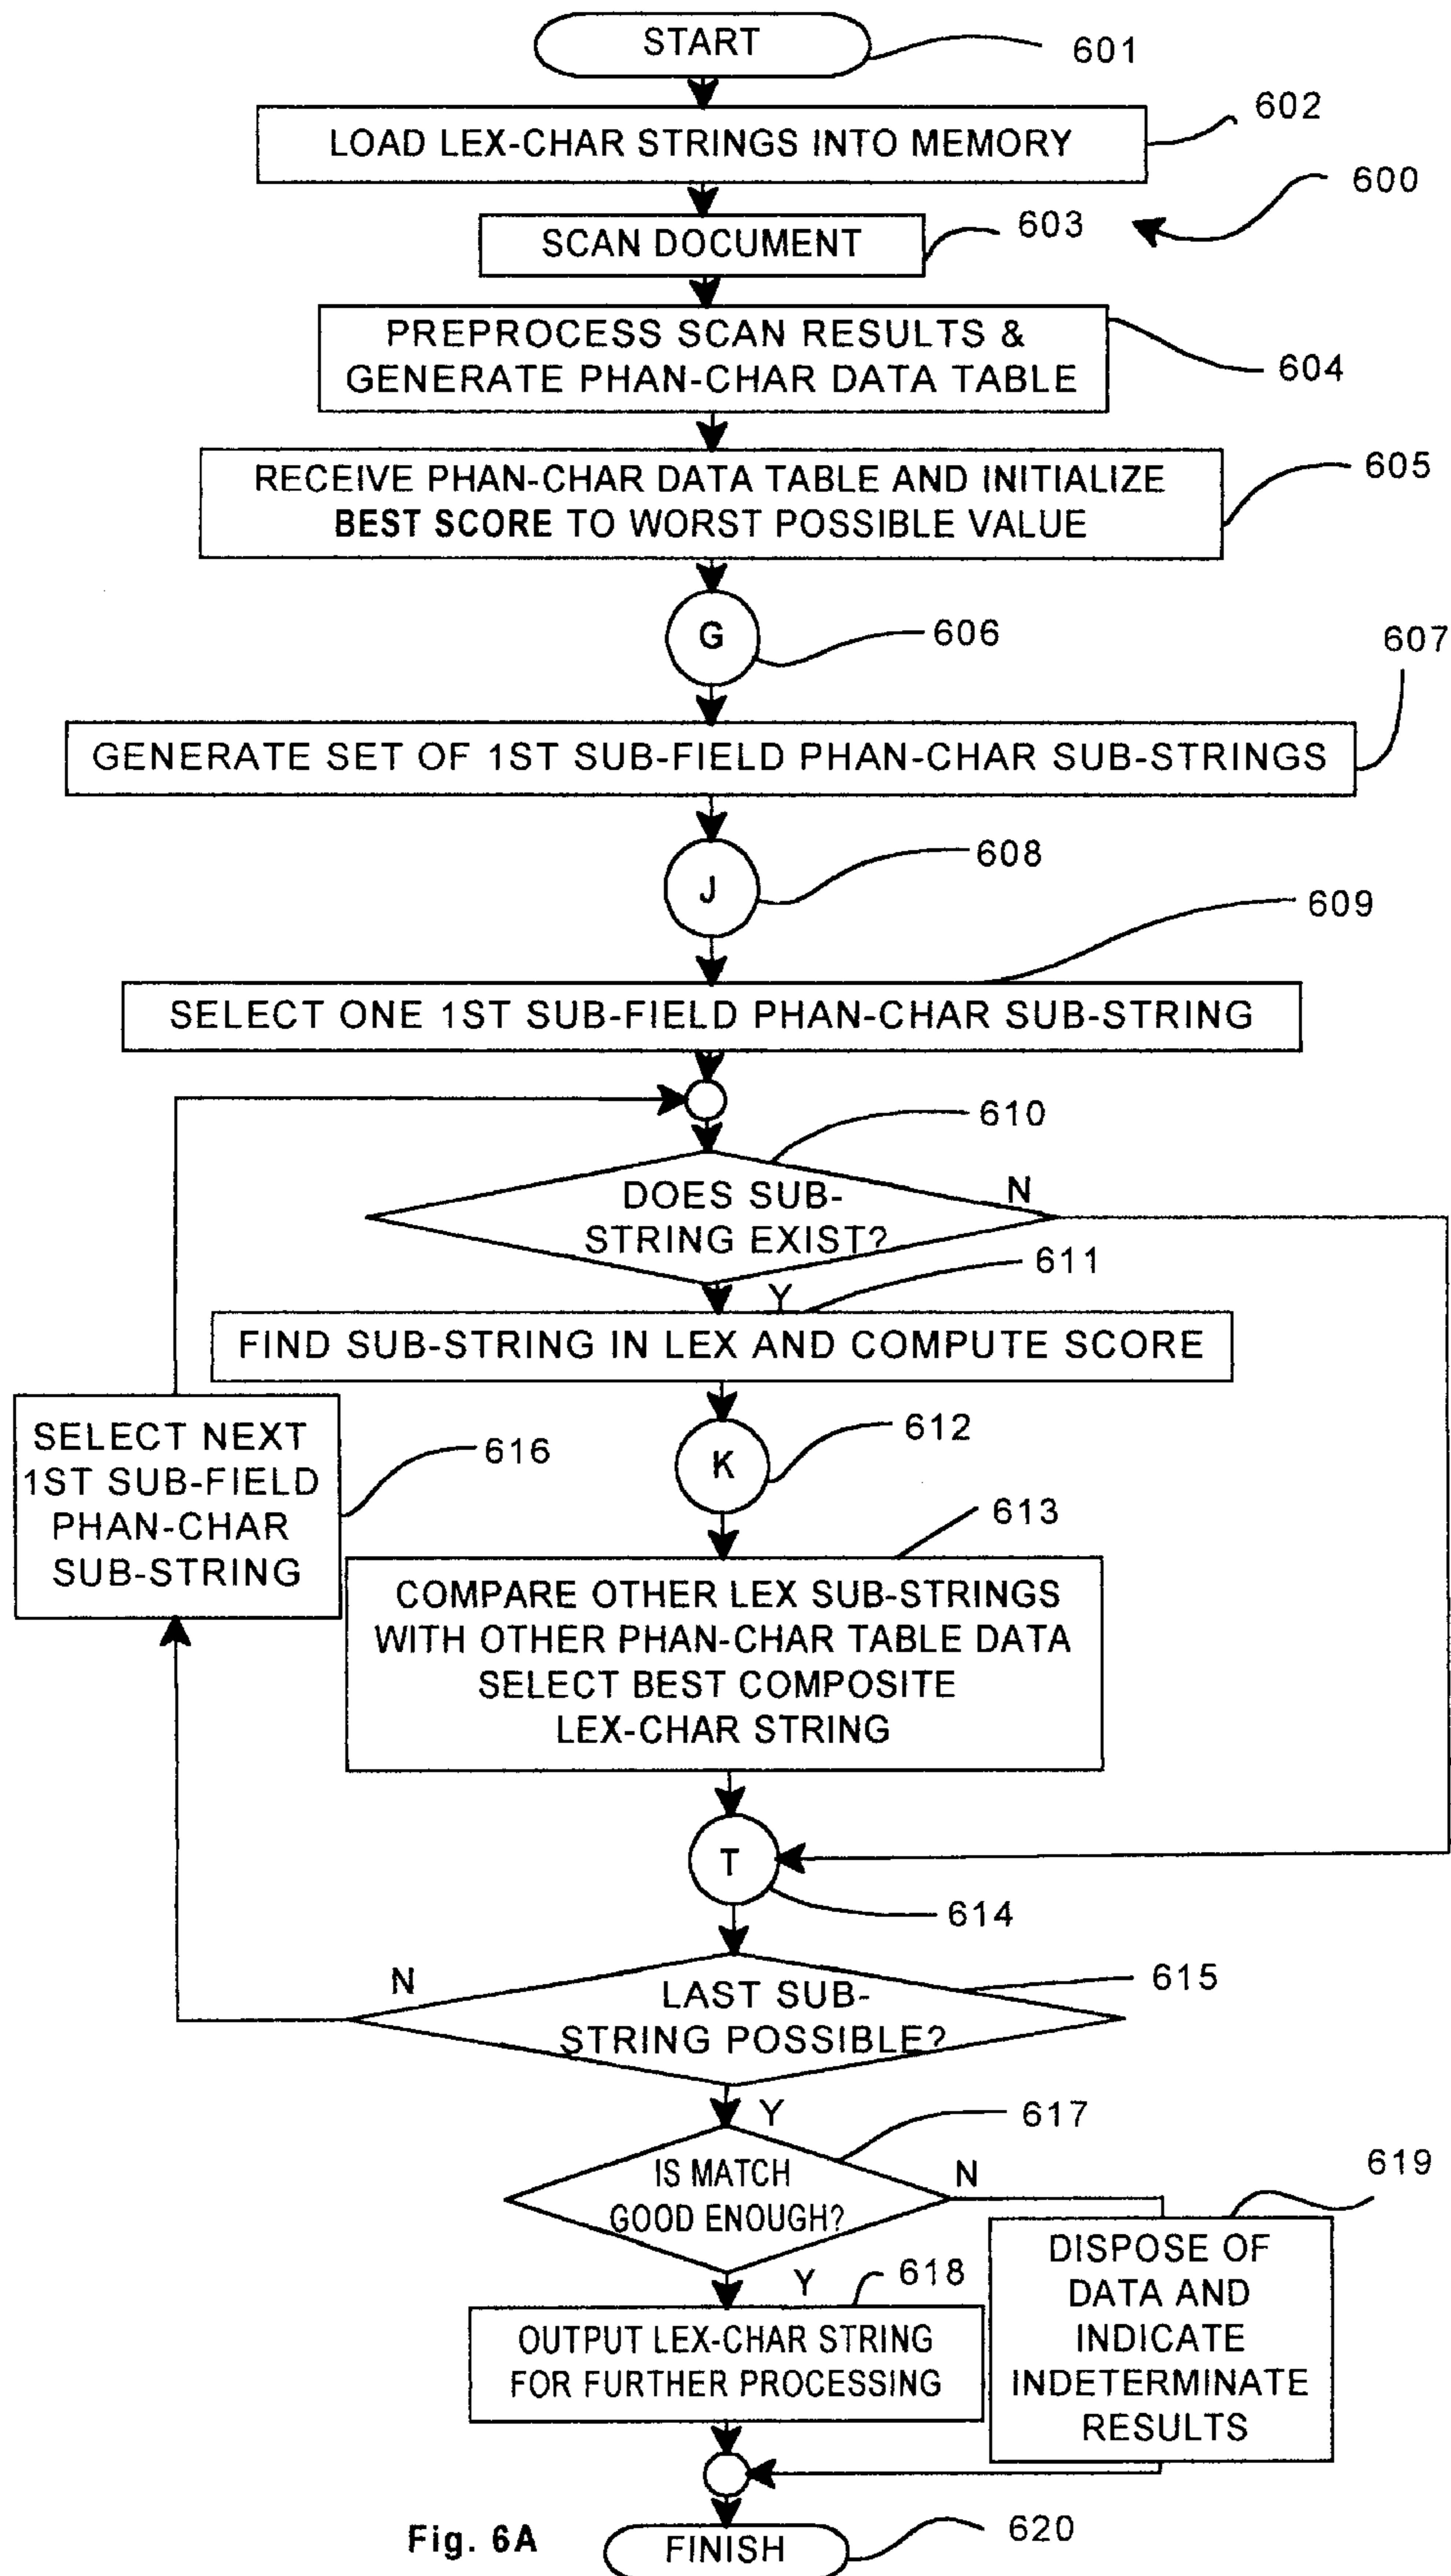 START
601
LOAD LEX-CHAR STRINGS INTO MEMORY
602
600
SCAN DOCUMENT
603
PREPROCESS SCAN RESULTS &
GENERATE PHAN-CHAR DATA TABLE
604
RECEIVE PHAN-CHAR DATA TABLE AND INITIALIZE
BEST SCORE TO WORST POSSIBLE VALUE
605
G
606
607
GENERATE SET OF 1ST SUB-FIELD PHAN-CHAR SUB-STRINGS
J
608
609
SELECT ONE 1ST SUB-FIELD PHAN-CHAR SUB-STRING
610
DOES SUB-
STRING EXIST?
N
Y
611
FIND SUB-STRING IN LEX AND COMPUTE SCORE
SELECT NEXT
1ST SUB-FIELD
PHAN-CHAR
SUB-STRING
616
K
612
613
COMPARE OTHER LEX SUB-STRINGS
WITH OTHER PHAN-CHAR TABLE DATA
SELECT BEST COMPOSITE
LEX-CHAR STRING
T
614
N
LAST SUB-
STRING POSSIBLE?
615
Y
617
IS MATCH
GOOD ENOUGH?
N
619
Y
618
OUTPUT LEX-CHAR STRING
FOR FURTHER PROCESSING
DISPOSE OF
DATA AND
INDICATE
INDETERMINATE
RESULTS
Fig. 6A
FINISH
620